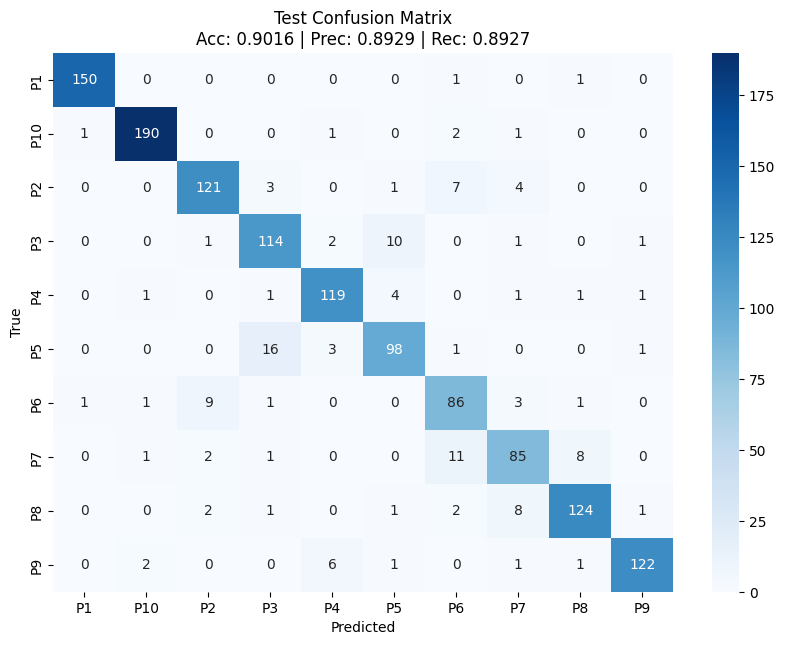 Test Confusion Matrix
Acc: 0.9016 | Prec: 0.8929 | Rec: 0.8927
P1 150 0 0 0 0 0 1 0 1 0
P10 1 190 0 0 1 0 2 1 0 0
P2 0 0 121 3 0 1 7 4 0 0
P3 0 0 1 114 2 10 0 1 0 1
P4 0 1 0 1 119 4 0 1 1 1
P5 0 0 0 16 3 98 1 0 0 1
P6 1 1 9 1 0 0 86 3 1 0
P7 0 1 2 1 0 0 11 85 8 0
P8 0 0 2 1 0 1 2 8 124 1
P9 0 2 0 0 6 1 0 1 1 122
P1 P10 P2 P3 P4 P5 P6 P7 P8 P9
Predicted
True
175
150
125
100
75
50
25
0